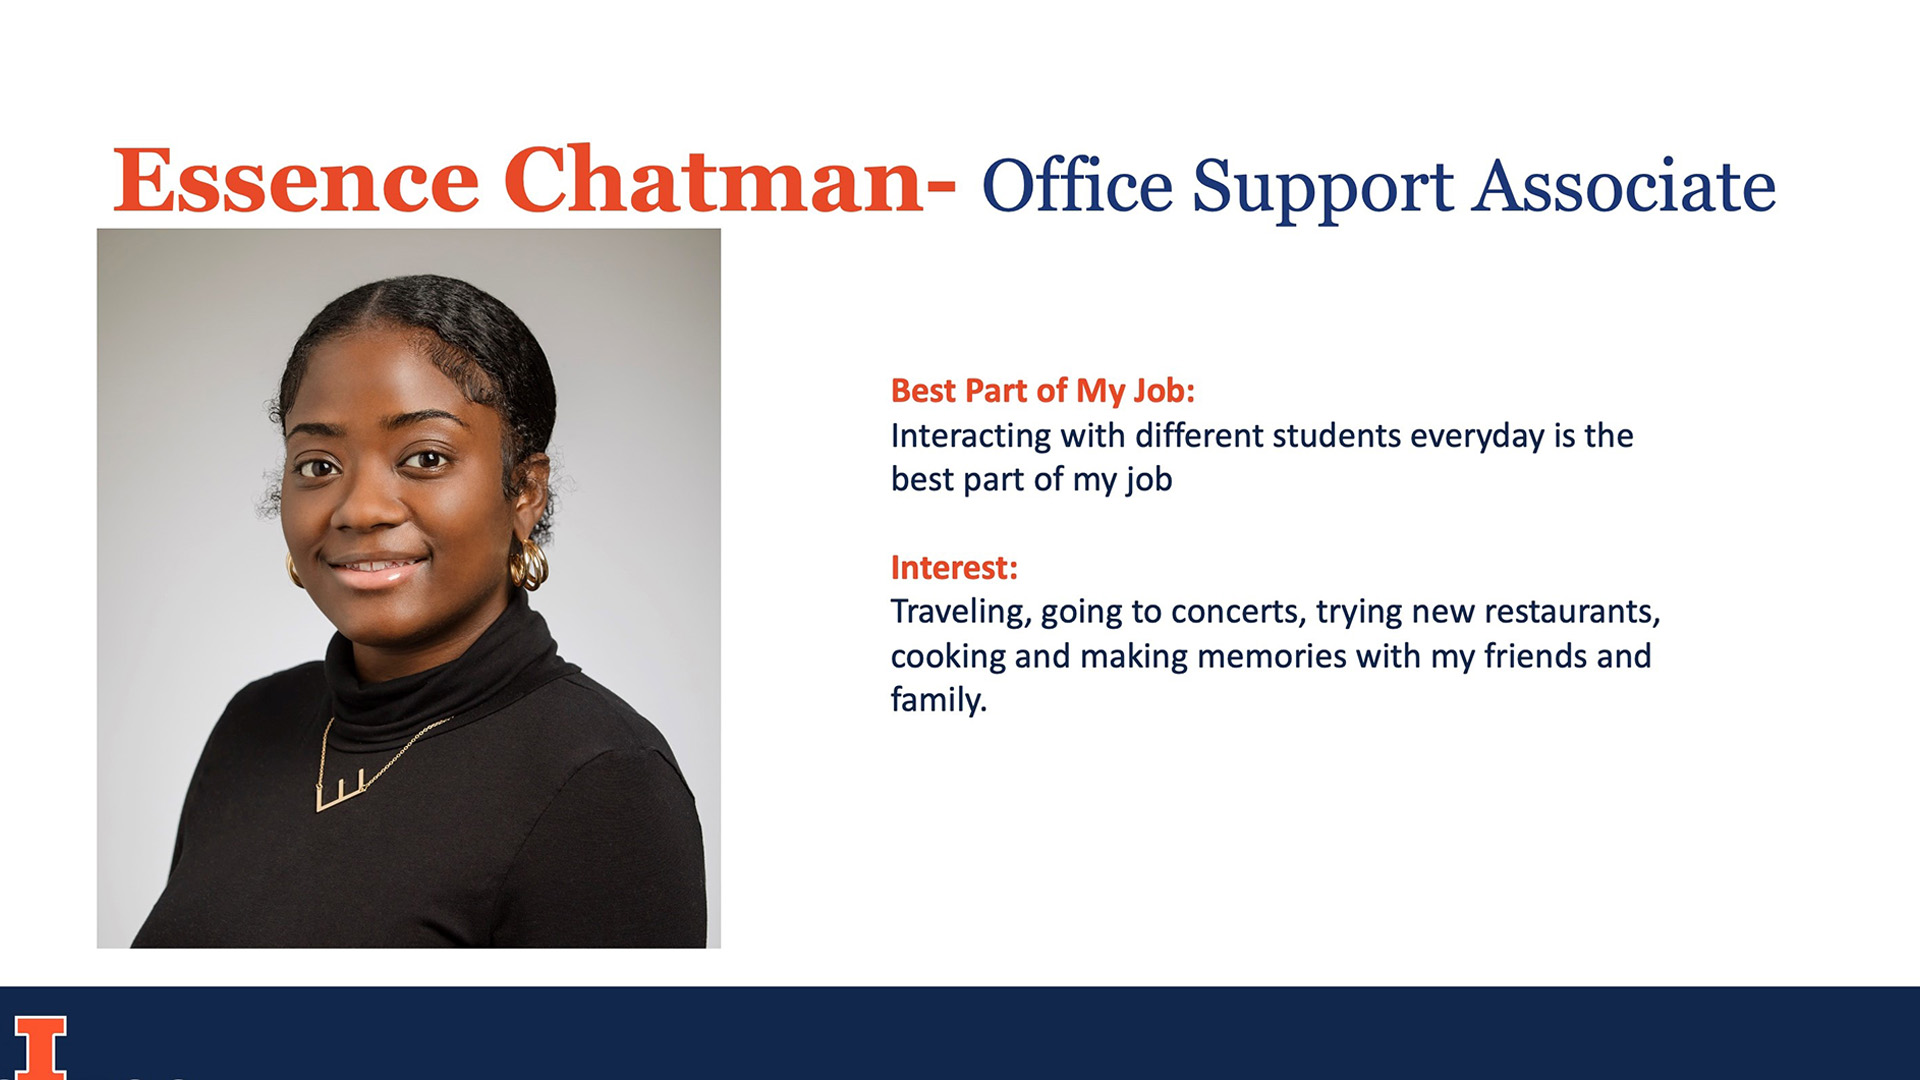 Essence Chatman- Office Support Associate
Best Part of My Job:
Interacting with different students everyday is the
best part of my job
Interest:
Traveling, going to concerts, trying new restaurants,
cooking and making memories with my friends and
family.
E
I